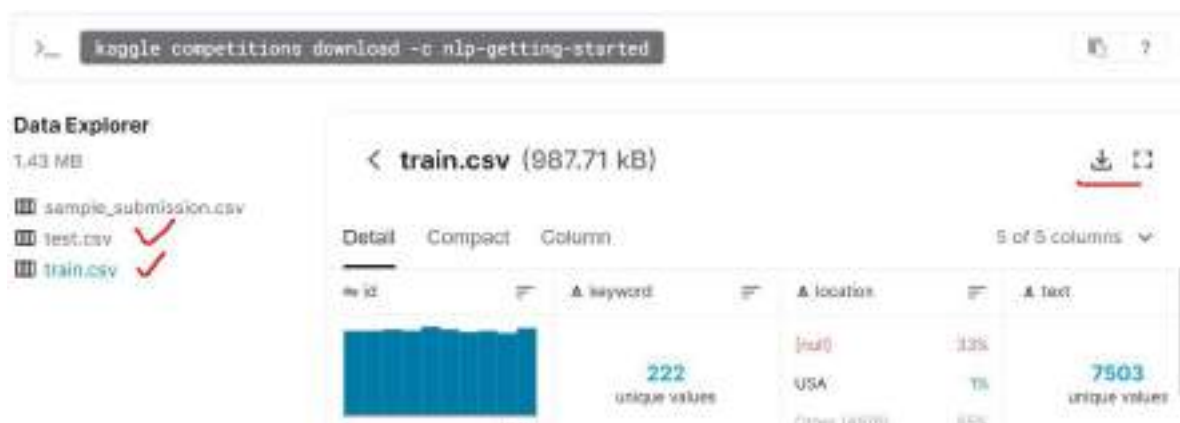 >_ kaggle competitions download -c nlp-getting-started ?
Data Explorer
1.43 MB
sample_submission.csv
test.csv
train.csv
< train.csv (987.71 kB)
Detail Compact Column 5 of 5 columns
id A keyword A location A text
[null] 33%
222
unique values
USA 1%
7503
unique values